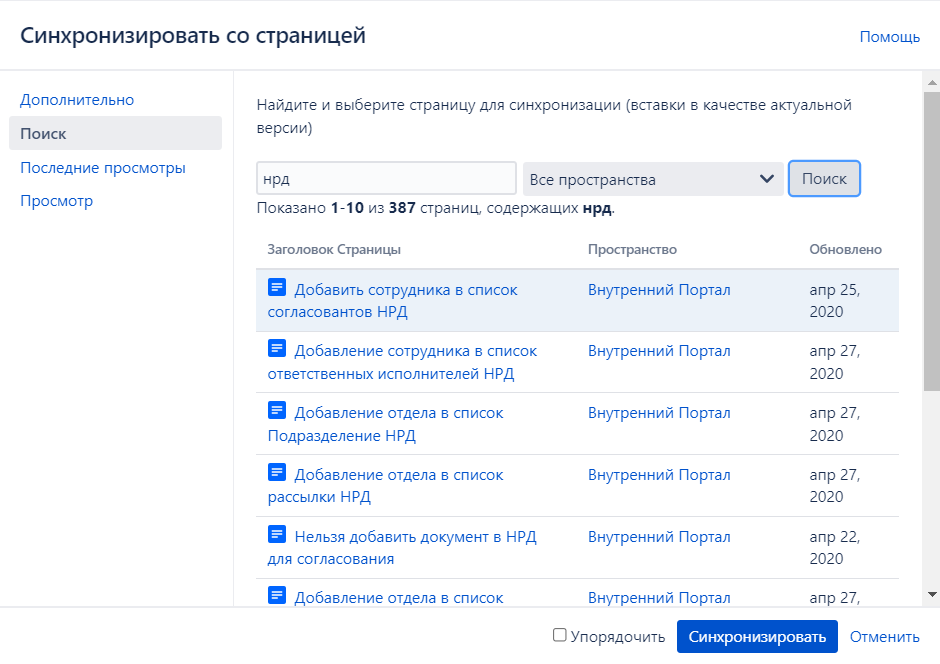 Синхронизировать со страницей
Помощь
Дополнительно
Поиск
Последние просмотры
Просмотр
Найдите и выберите страницу для синхронизации (вставки в качестве актуальной
версии)
нрд Все пространства Поиск
Показано 1-10 из 387 страниц, содержащих нрд.
Заголовок Страницы Пространство Обновлено
Добавить сотрудника в список Внутренний Портал апр 25,
согласовантов НРД 2020
Добавление сотрудника в список Внутренний Портал апр 27,
ответственных исполнителей НРД 2020
Добавление отдела в список Внутренний Портал апр 27,
Подразделение НРД 2020
Добавление отдела в список Внутренний Портал апр 27,
рассылки НРД 2020
Нельзя добавить документ в НРД Внутренний Портал апр 22,
для согласования 2020
Добавление отдела в список Внутренний Портал апр 27,
Упорядочить Синхронизировать Отменить